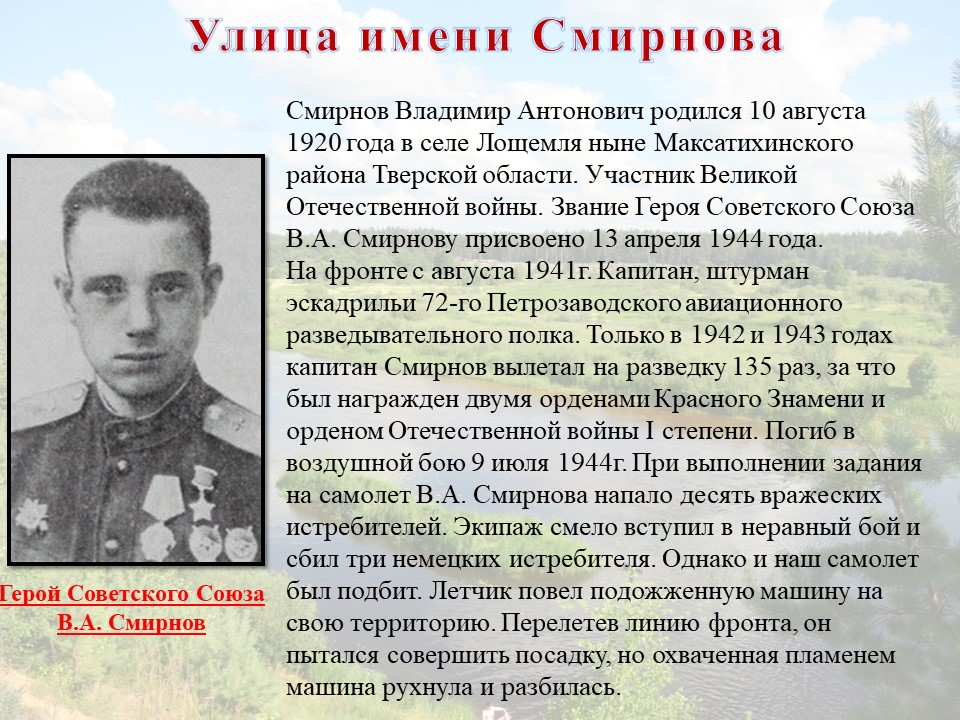 Улица имени Смирнова
Смирнов Владимир Антонович родился 10 августа
1920 года в селе Лощемля ныне Максатихинского
района Тверской области. Участник Великой
Отечественной войны. Звание Героя Советского Союза
В.А. Смирнову присвоено 13 апреля 1944 года.
На фронте с августа 1941г. Капитан, штурман
эскадрильи 72-го Петрозаводского авиационного
разведывательного полка. Только в 1942 и 1943 годах
капитан Смирнов вылетал на разведку 135 раз, за что
был награжден двумя орденами Красного Знамени и
орденом Отечественной войны I степени. Погиб в
воздушной бою 9 июля 1944г. При выполнении задания
на самолет В.А. Смирнова напало десять вражеских
истребителей. Экипаж смело вступил в неравный бой и
сбил три немецких истребителя. Однако и наш самолет
был подбит. Летчик повел подожженную машину на
свою территорию. Перелетев линию фронта, он
пытался совершить посадку, но охваченная пламенем
машина рухнула и разбилась.
Герой Советского Союза
В.А. Смирнов